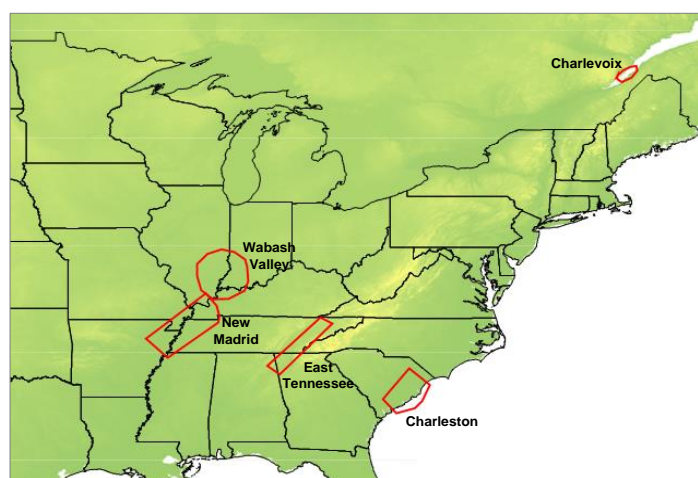 Charlevoix
Wabash
Valley
New
Madrid
East
Tennessee
Charleston